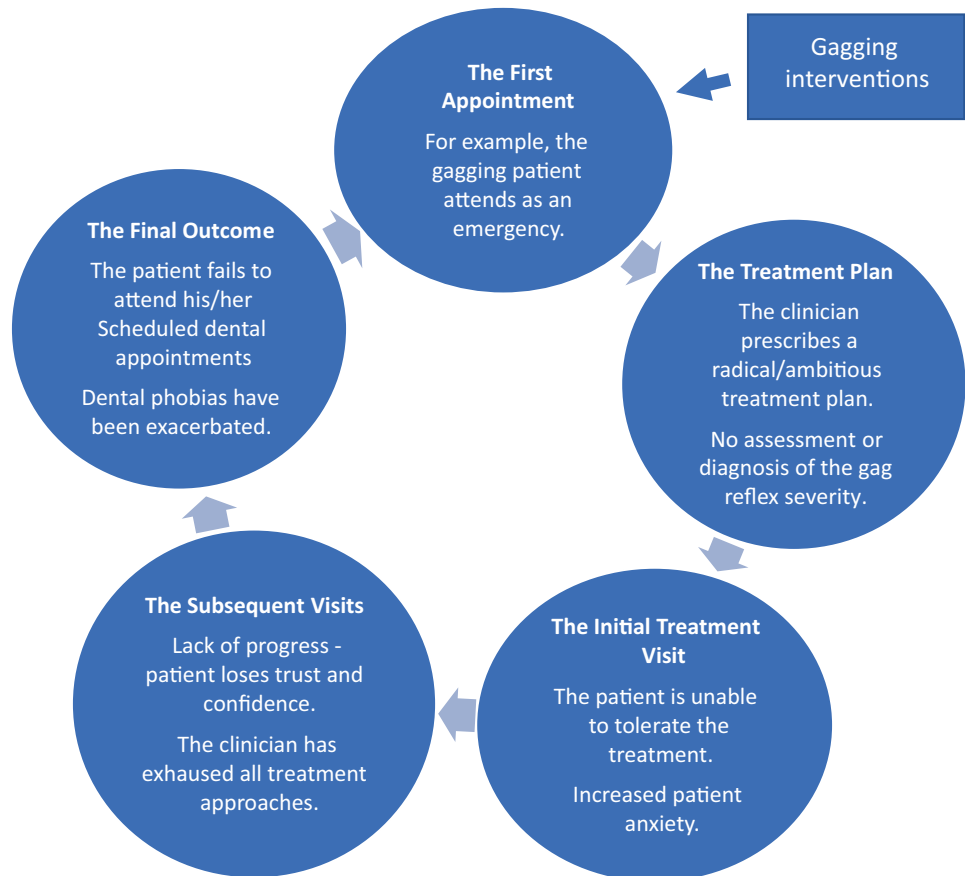 The First
Appointment
For example, the
gagging patient
attends as an
emergency.
Gagging
interventions
The Treatment Plan
The clinician
prescribes a
radical/ambitious
treatment plan.
No assessment or
diagnosis of the gag
reflex severity.
The Initial Treatment
Visit
The patient is unable
to tolerate the
treatment.
Increased patient
anxiety.
The Subsequent Visits
Lack of progress -
patient loses trust and
confidence.
The clinician has
exhaused all treatment
approaches.
The Final Outcome
The patient fails to
attend his/her
Scheduled dental
appointments
Dental phobias have
been exacerbated.